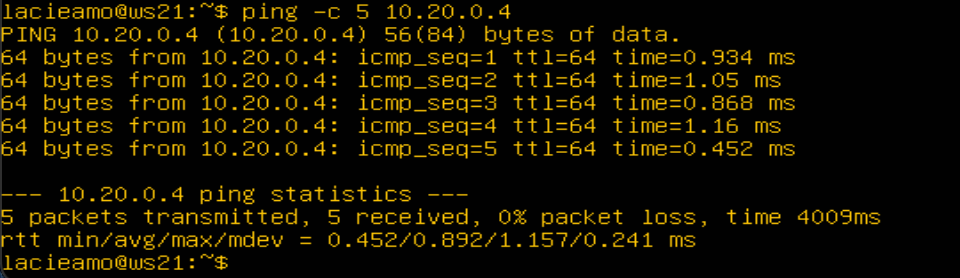 lacieamo@ws21:~$ ping -c 5 10.20.0.4
PING 10.20.0.4 (10.20.0.4) 56(84) bytes of data.
64 bytes from 10.20.0.4: icmp_seq=1 ttl=64 time=0.934 ms
64 bytes from 10.20.0.4: icmp_seq=2 ttl=64 time=1.05 ms
64 bytes from 10.20.0.4: icmp_seq=3 ttl=64 time=0.868 ms
64 bytes from 10.20.0.4: icmp_seq=4 ttl=64 time=1.16 ms
64 bytes from 10.20.0.4: icmp_seq=5 ttl=64 time=0.452 ms
--- 10.20.0.4 ping statistics ---
5 packets transmitted, 5 received, 0% packet loss, time 4009ms
rtt min/avg/max/mdev = 0.452/0.892/1.157/0.241 ms
lacieamo@ws21:~$